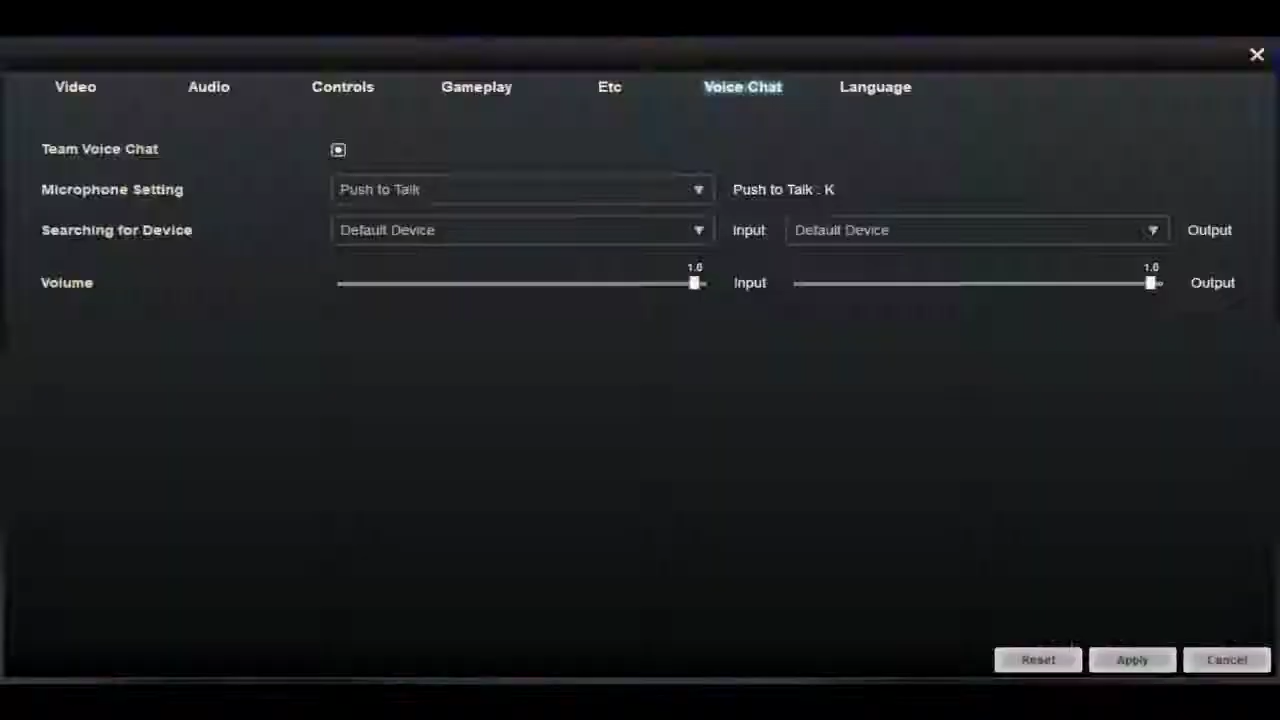 Video Audio Controls Gameplay Etc Voice Chat Language
Team Voice Chat
Microphone Setting Push to Talk Push to Talk : K
Searching for Device Default Device Input Default Device Output
1.0 1.0
Volume Input Output
Reset Apply Cancel